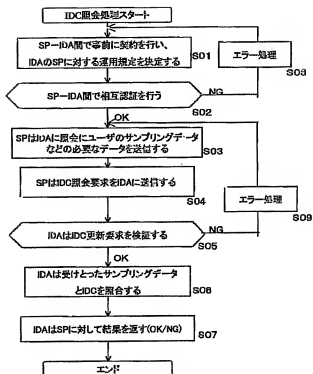 IDC照会処理スタート
SP－IDA間で事前に契約を行い、
IDAのSPに対する運用規定を決定する
S01
エラー処理
S08
SP－IDA間で相互認証を行う
NG
S02
OK
SPはIDAに照会にユーザのサンプリングデータ
などの必要なデータを送信する
S03
SPはIDC照会要求をIDAに送信する
S04
エラー処理
S09
IDAはIDC更新要求を検証する
NG
S05
OK
IDAは受けとったサンプリングデータ
とIDCを照合する
S06
IDAはSPに対して結果を返す(OK/NG)
S07
エンド